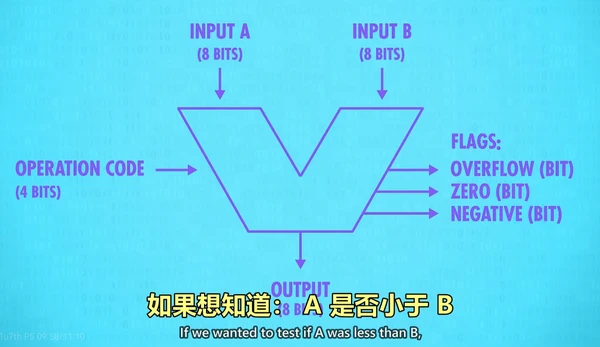 INPUT A
(8 BITS)
INPUT B
(8 BITS)
OPERATION CODE
(4 BITS)
FLAGS:
OVERFLOW (BIT)
ZERO (BIT)
NEGATIVE (BIT)
OUTPUT
(8 BITS)
如果想知道： A 是否小于 B
If we wanted to test if A was less than B,